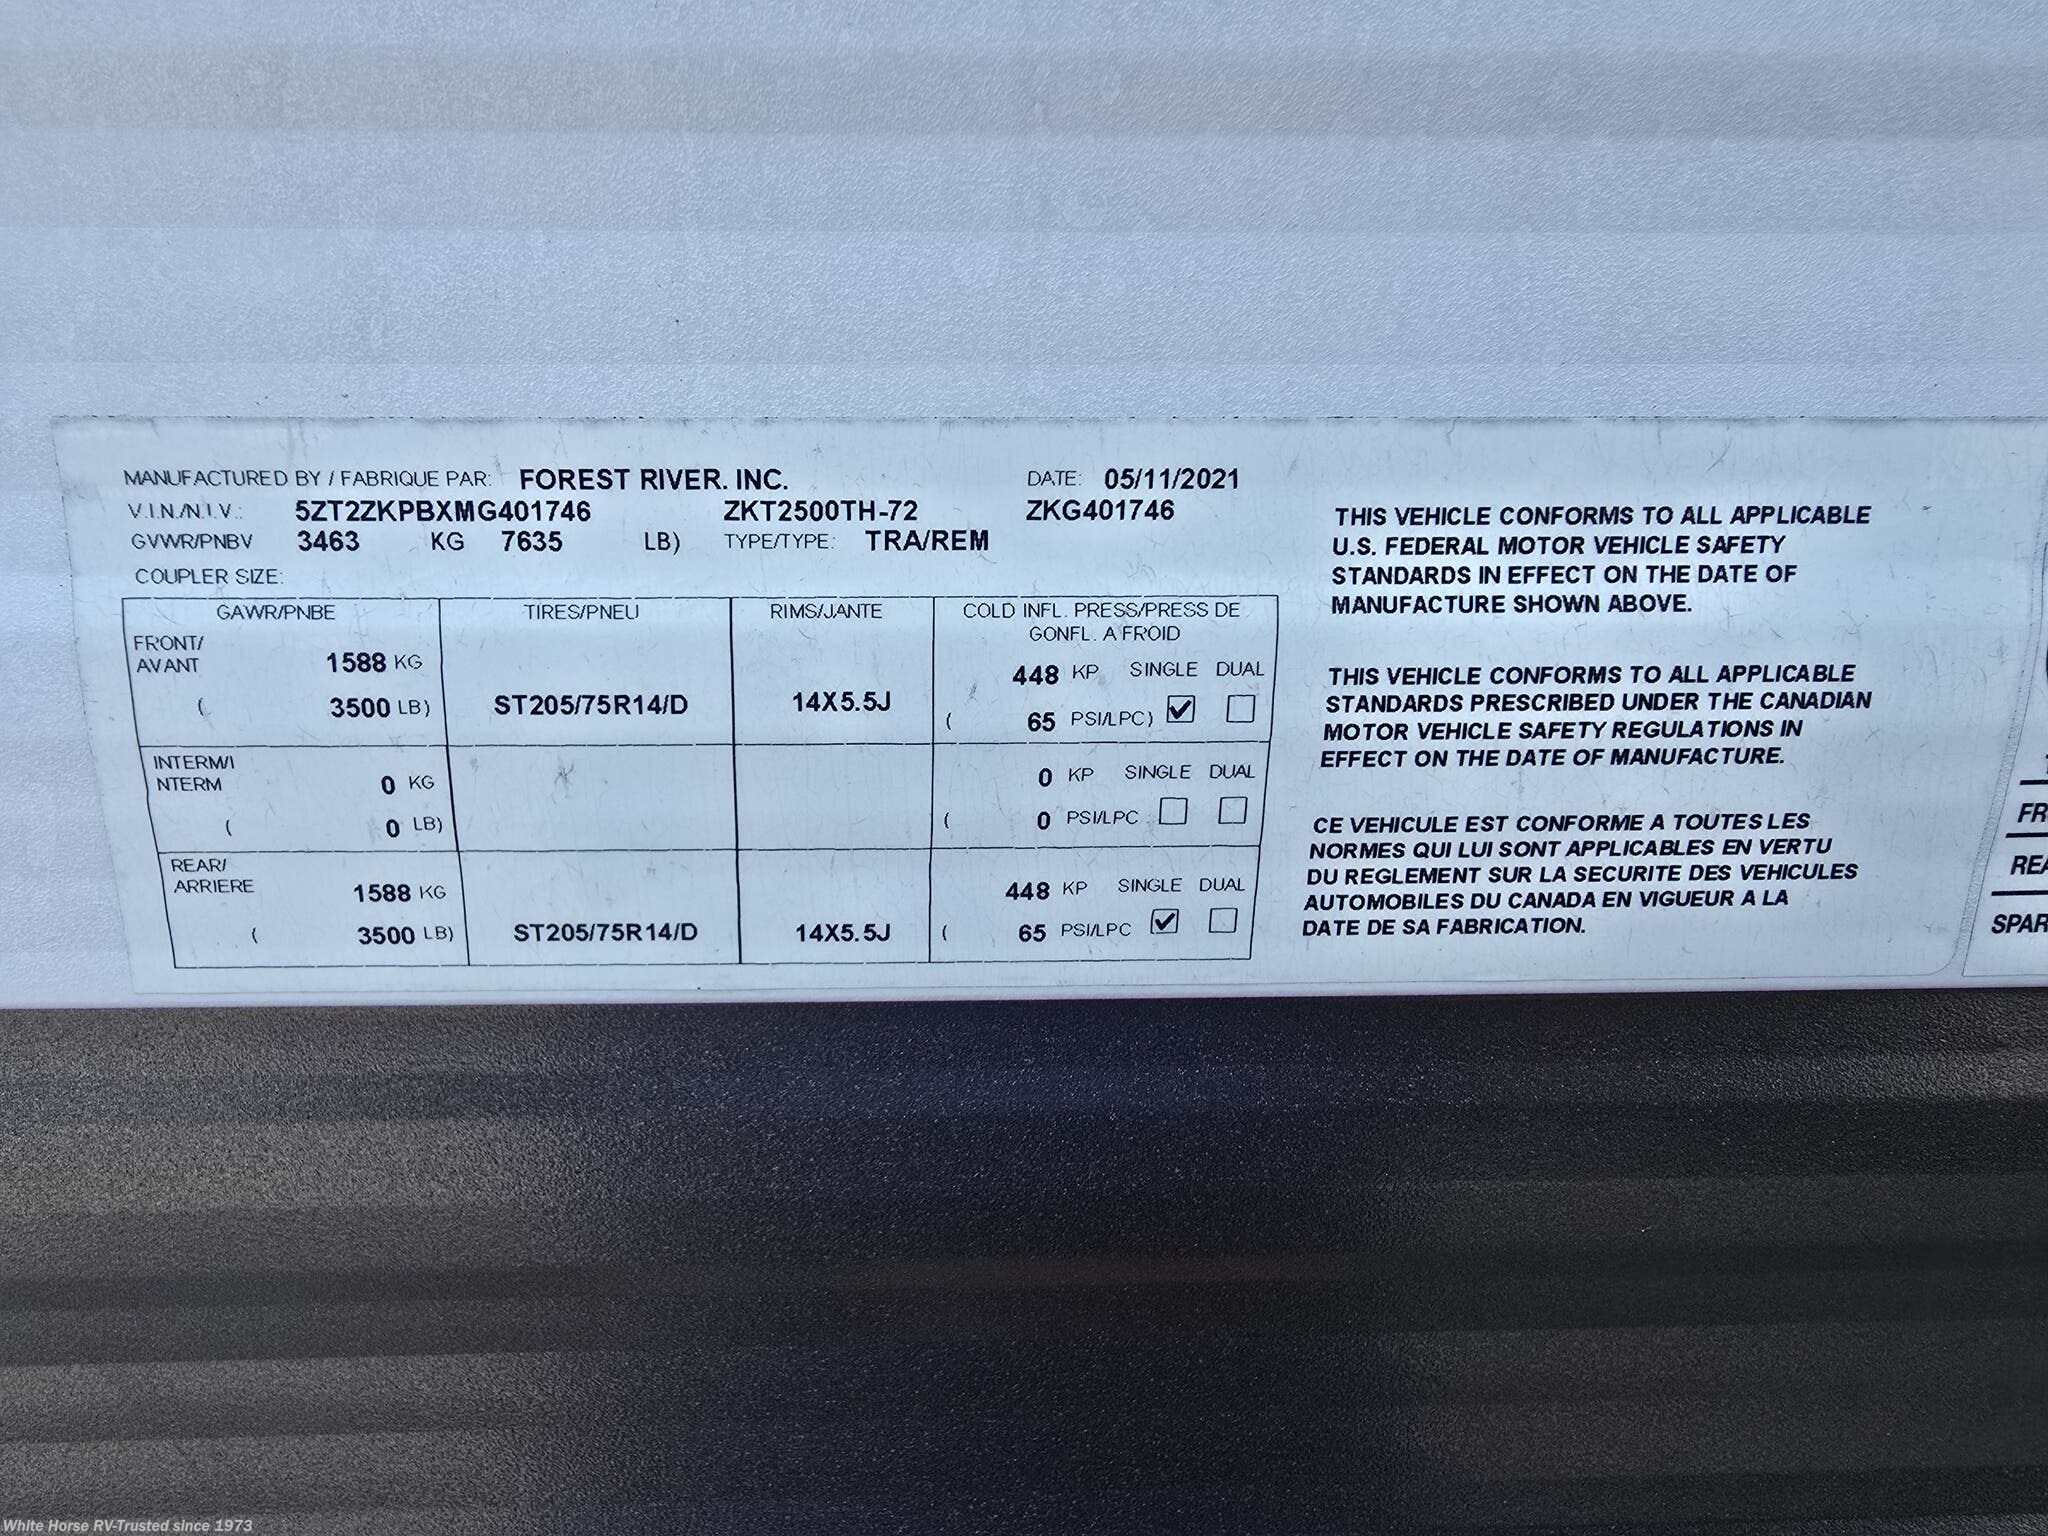 MANUFACTURED BY / FABRIQUE PAR: FOREST RIVER. INC. DATE: 05/11/2021
V.I.N./N.I.V.: 5ZT2ZKPBXMG401746 ZKT2500TH-72 ZKG401746
GVWR/PNBV 3463 KG 7635 LB) TYPE/TYPE: TRA/REM
COUPLER SIZE:
GAWR/PNBE TIRES/PNEU RIMS/JANTE COLD INFL. PRESS/PRESS DE
GONFL. A FROID
FRONT/
AVANT 1588 KG 448 KP SINGLE DUAL
( 3500 LB) ST205/75R14/D 14X5.5J ( 65 PSI/LPC)
INTERM/I
NTERM 0 KG 0 KP SINGLE DUAL
( 0 LB) ( 0 PSI/LPC
REAR/
ARRIERE 1588 KG 448 KP SINGLE DUAL
( 3500 LB) ST205/75R14/D 14X5.5J ( 65 PSI/LPC
THIS VEHICLE CONFORMS TO ALL APPLICABLE
U.S. FEDERAL MOTOR VEHICLE SAFETY
STANDARDS IN EFFECT ON THE DATE OF
MANUFACTURE SHOWN ABOVE.
THIS VEHICLE CONFORMS TO ALL APPLICABLE
STANDARDS PRESCRIBED UNDER THE CANADIAN
MOTOR VEHICLE SAFETY REGULATIONS IN
EFFECT ON THE DATE OF MANUFACTURE.
CE VEHICULE EST CONFORME A TOUTES LES
NORMES QUI LUI SONT APPLICABLES EN VERTU
DU REGLEMENT SUR LA SECURITE DES VEHICULES
AUTOMOBILES DU CANADA EN VIGUEUR A LA
DATE DE SA FABRICATION.
FR
REA
SPAR
White Horse RV-Trusted since 1973